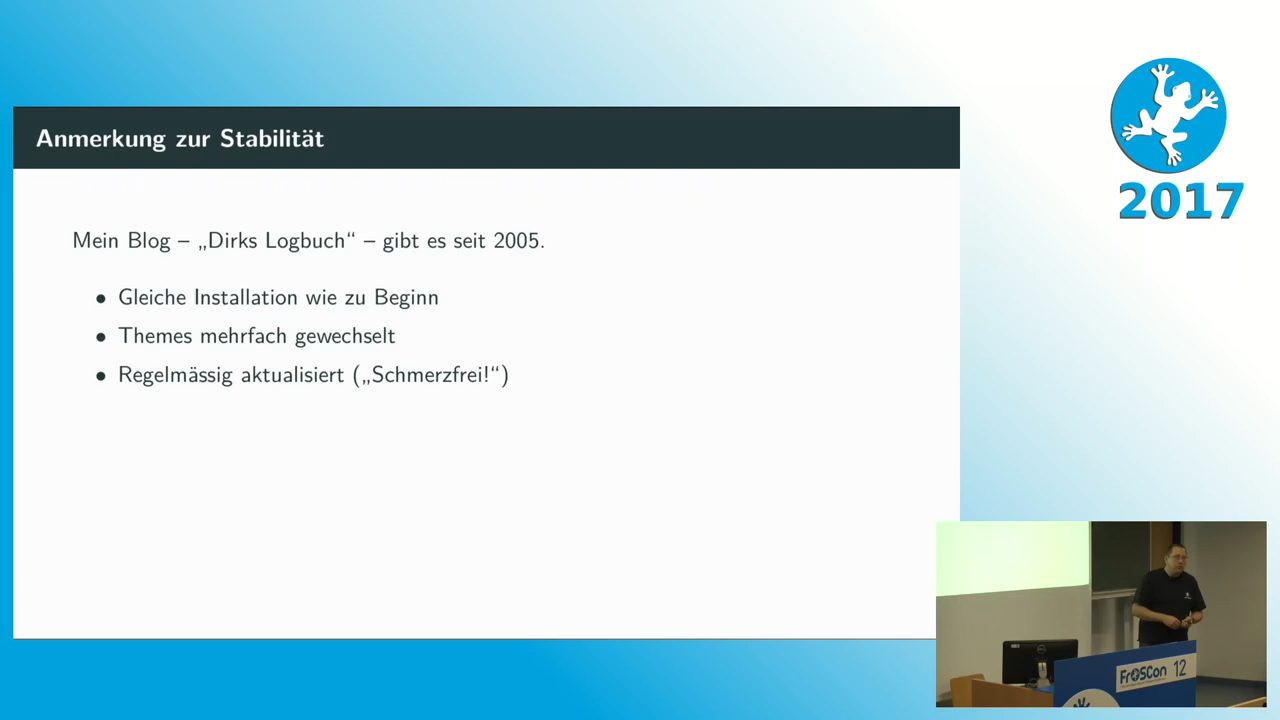 Anmerkung zur Stabilität
2017
Mein Blog – „Dirks Logbuch“ – gibt es seit 2005.
• Gleiche Installation wie zu Beginn
• Themes mehrfach gewechselt
• Regelmässig aktualisiert („Schmerzfrei!“)
FrOSCon 12